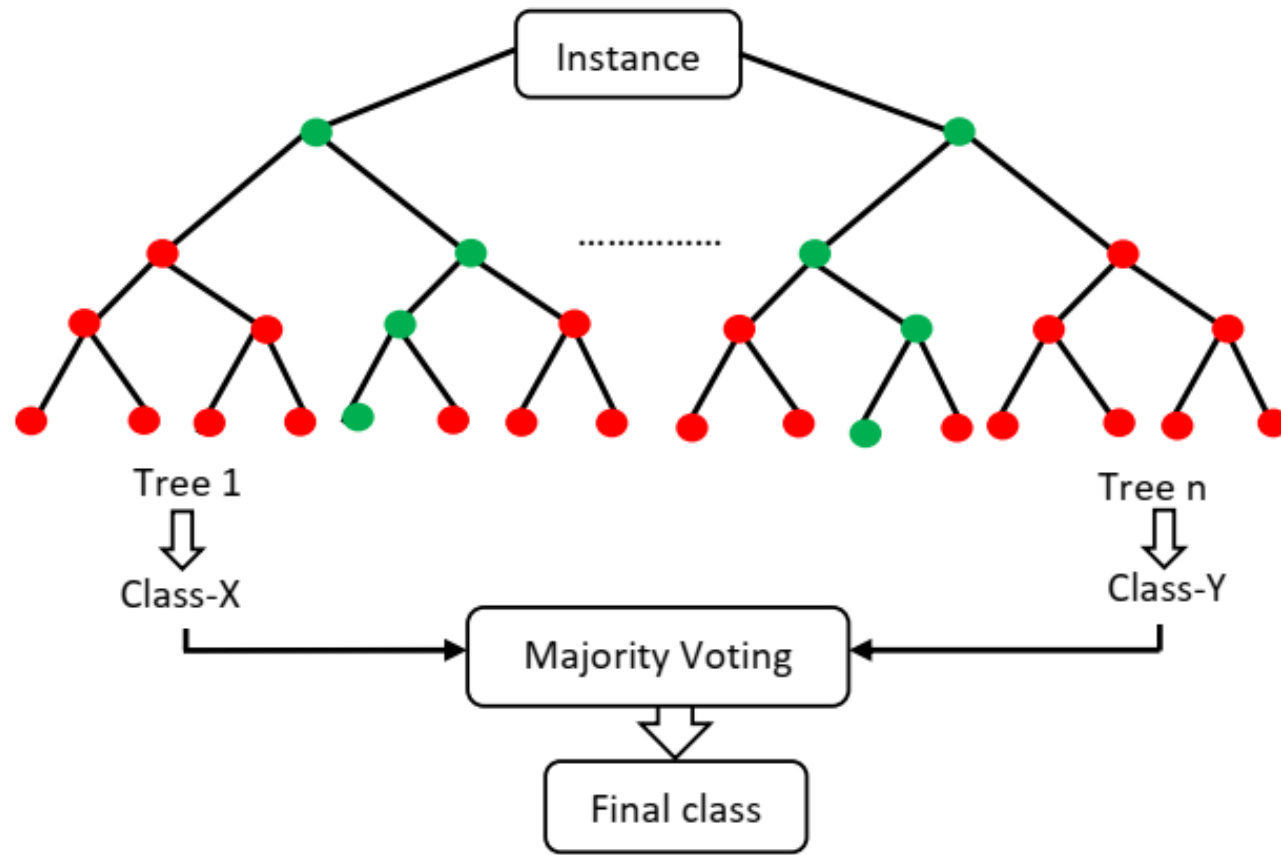 Instance
...............
Tree 1
Tree n
Class-X
Class-Y
Majority Voting
Final class